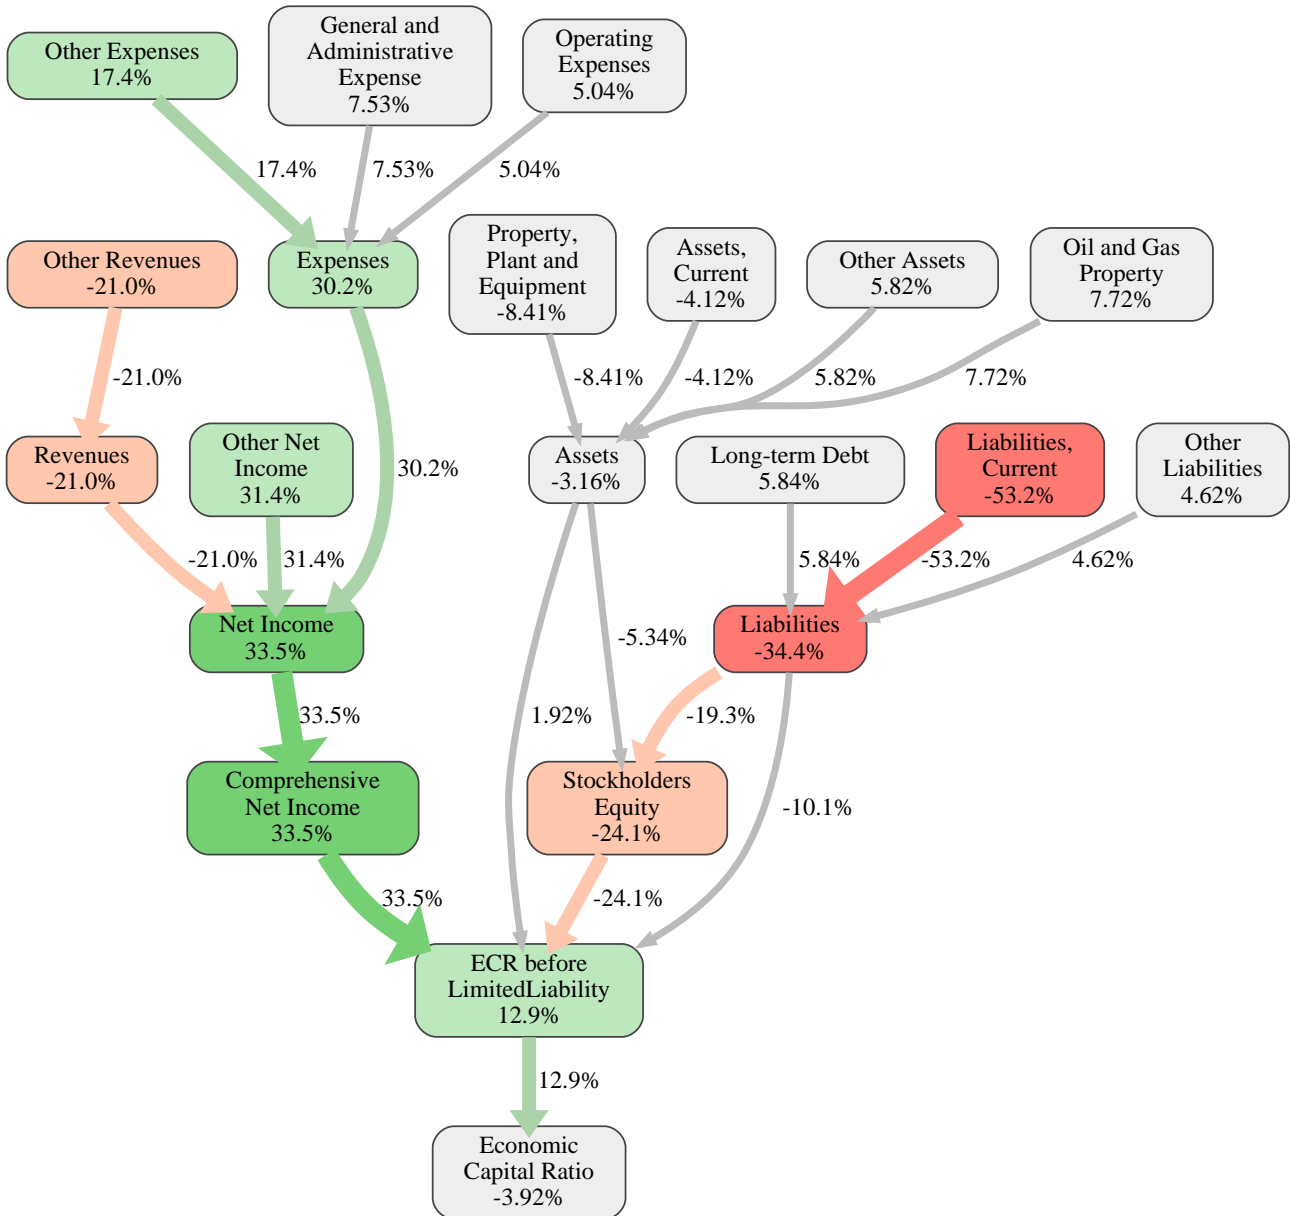 Other Expenses
17.4%
General and
Administrative
Expense
7.53%
Operating
Expenses
5.04%
17.4%
7.53%
5.04%
Other Revenues
-21.0%
Expenses
30.2%
Property,
Plant and
Equipment
-8.41%
Assets,
Current
-4.12%
Other Assets
5.82%
Oil and Gas
Property
7.72%
-21.0%
-8.41%
-4.12%
5.82%
7.72%
Revenues
-21.0%
Other Net
Income
31.4%
30.2%
Assets
-3.16%
Long-term Debt
5.84%
Liabilities,
Current
-53.2%
Other
Liabilities
4.62%
-21.0%
31.4%
5.84%
-53.2%
4.62%
Net Income
33.5%
-5.34%
Liabilities
-34.4%
33.5%
1.92%
-19.3%
Comprehensive
Net Income
33.5%
Stockholders
Equity
-24.1%
-10.1%
33.5%
-24.1%
ECR before
LimitedLiability
12.9%
12.9%
Economic
Capital Ratio
-3.92%